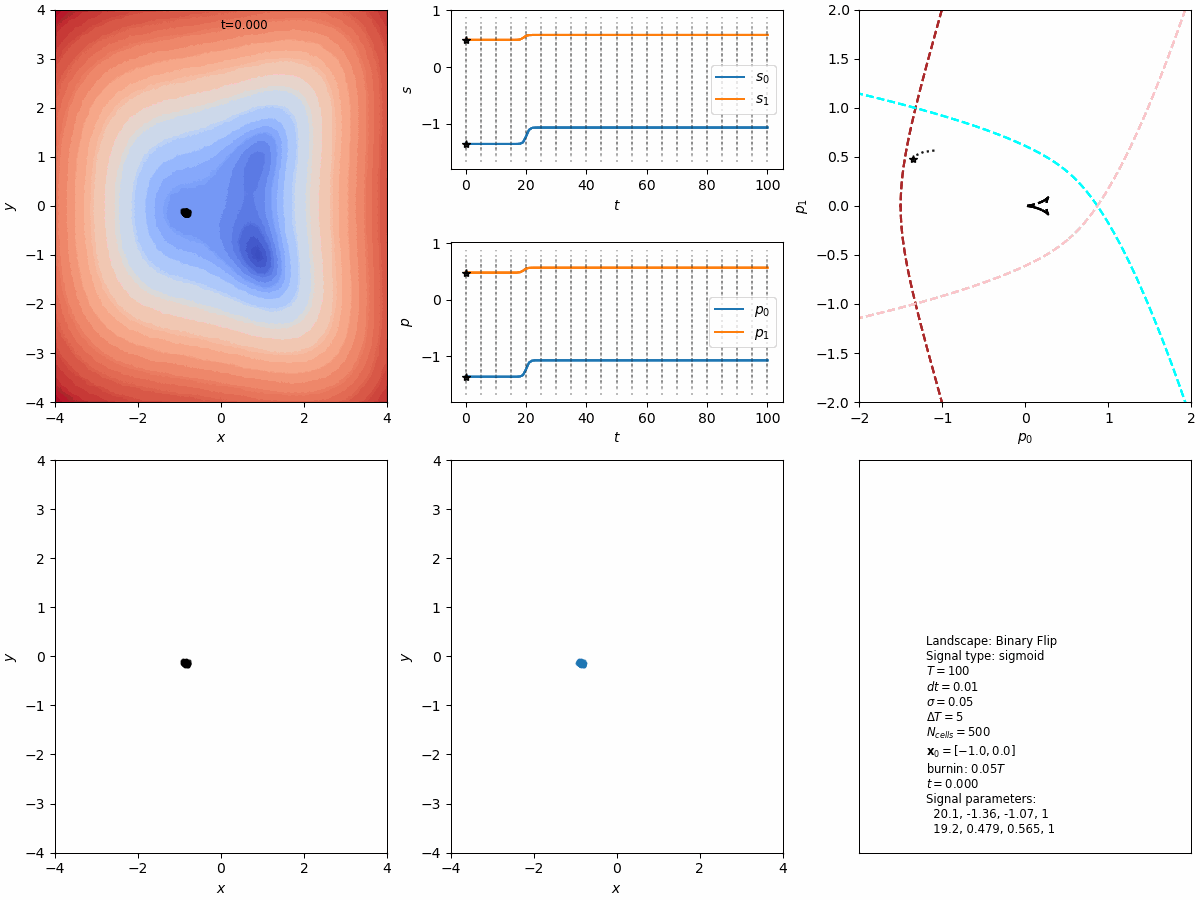 t=0.000
4
3
2
1
0
−1
−2
−3
−4
y
−4
−2
0
2
4
x
1
0
−1
s
s₀
s₁
0
20
40
60
80
100
t
1
0
−1
p
p₀
p₁
0
20
40
60
80
100
t
2.0
1.5
1.0
0.5
0.0
−0.5
−1.0
−1.5
−2.0
p₁
−2
−1
0
1
2
p₀
4
3
2
1
0
−1
−2
−3
−4
y
−4
−2
0
2
4
x
4
3
2
1
0
−1
−2
−3
−4
y
−4
−2
0
2
4
x
Landscape: Binary Flip
Signal type: sigmoid
T = 100
dt = 0.01
σ = 0.05
ΔT = 5
N_cells = 500
x₀ = [−1.0, 0.0]
burnin: 0.05T
t = 0.000
Signal parameters:
20.1, -1.36, -1.07, 1
19.2, 0.479, 0.565, 1